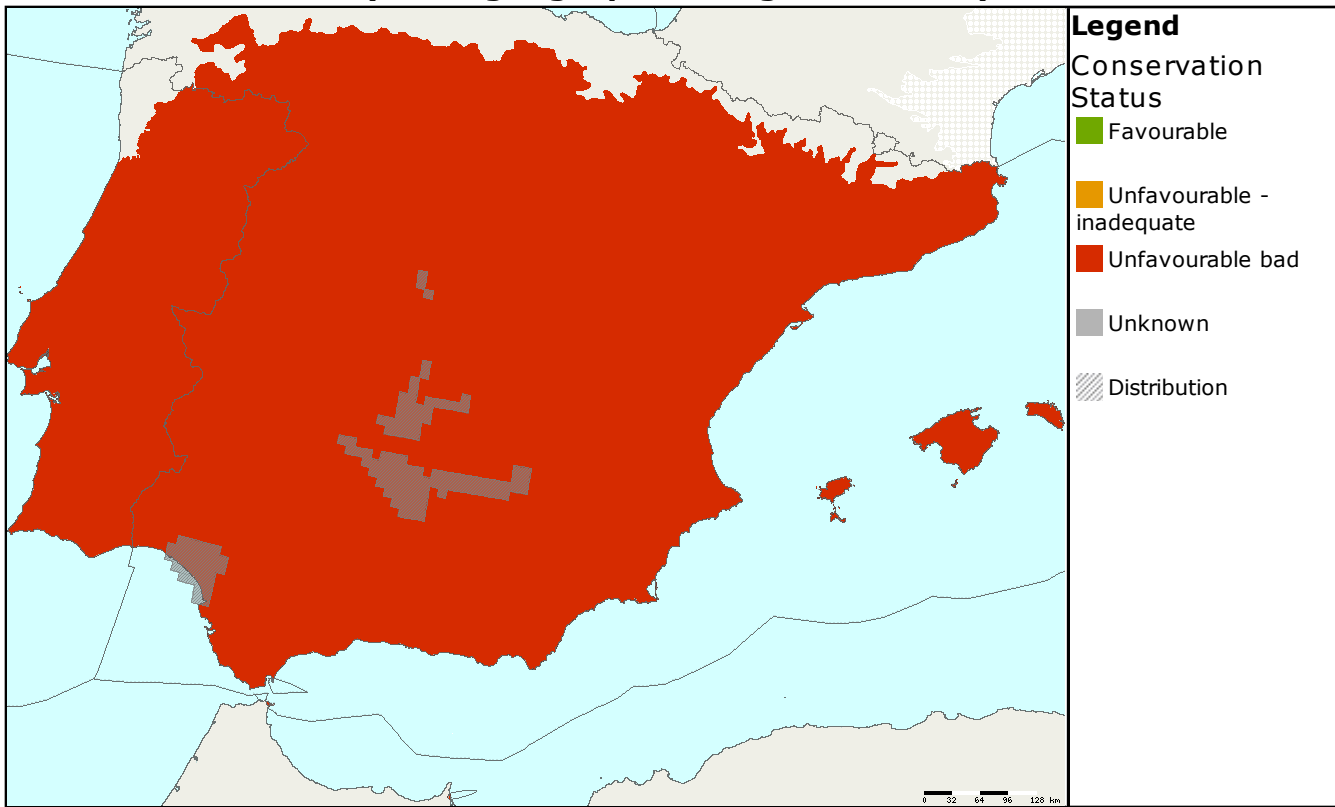 Legend
Conservation
Status
Favourable
Unfavourable -
inadequate
Unfavourable bad
Unknown
Distribution
0 32 64 96 128 km